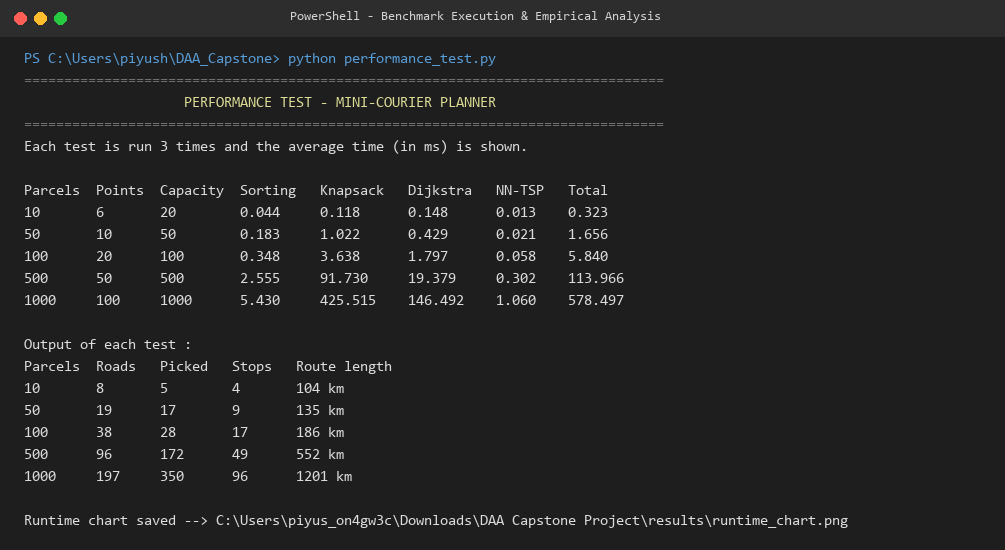 PowerShell - Benchmark Execution & Empirical Analysis
PS C:\Users\piyush\DAA_Capstone> python performance_test.py
================================================================================
PERFORMANCE TEST - MINI-COURIER PLANNER
================================================================================
Each test is run 3 times and the average time (in ms) is shown.
Parcels  Points  Capacity  Sorting   Knapsack   Dijkstra   NN-TSP   Total
10       6       20        0.044     0.118      0.148      0.013    0.323
50       10      50        0.183     1.022      0.429      0.021    1.656
100      20      100       0.348     3.638      1.797      0.058    5.840
500      50      500       2.555     91.730     19.379     0.302    113.966
1000     100     1000      5.430     425.515    146.492    1.060    578.497
Output of each test :
Parcels  Roads   Picked   Stops   Route length
10       8       5        4       104 km
50       19      17       9       135 km
100      38      28       17      186 km
500      96      172      49      552 km
1000     197     350      96      1201 km
Runtime chart saved --> C:\Users\piyus_on4gw3c\Downloads\DAA Capstone Project\results\runtime_chart.png